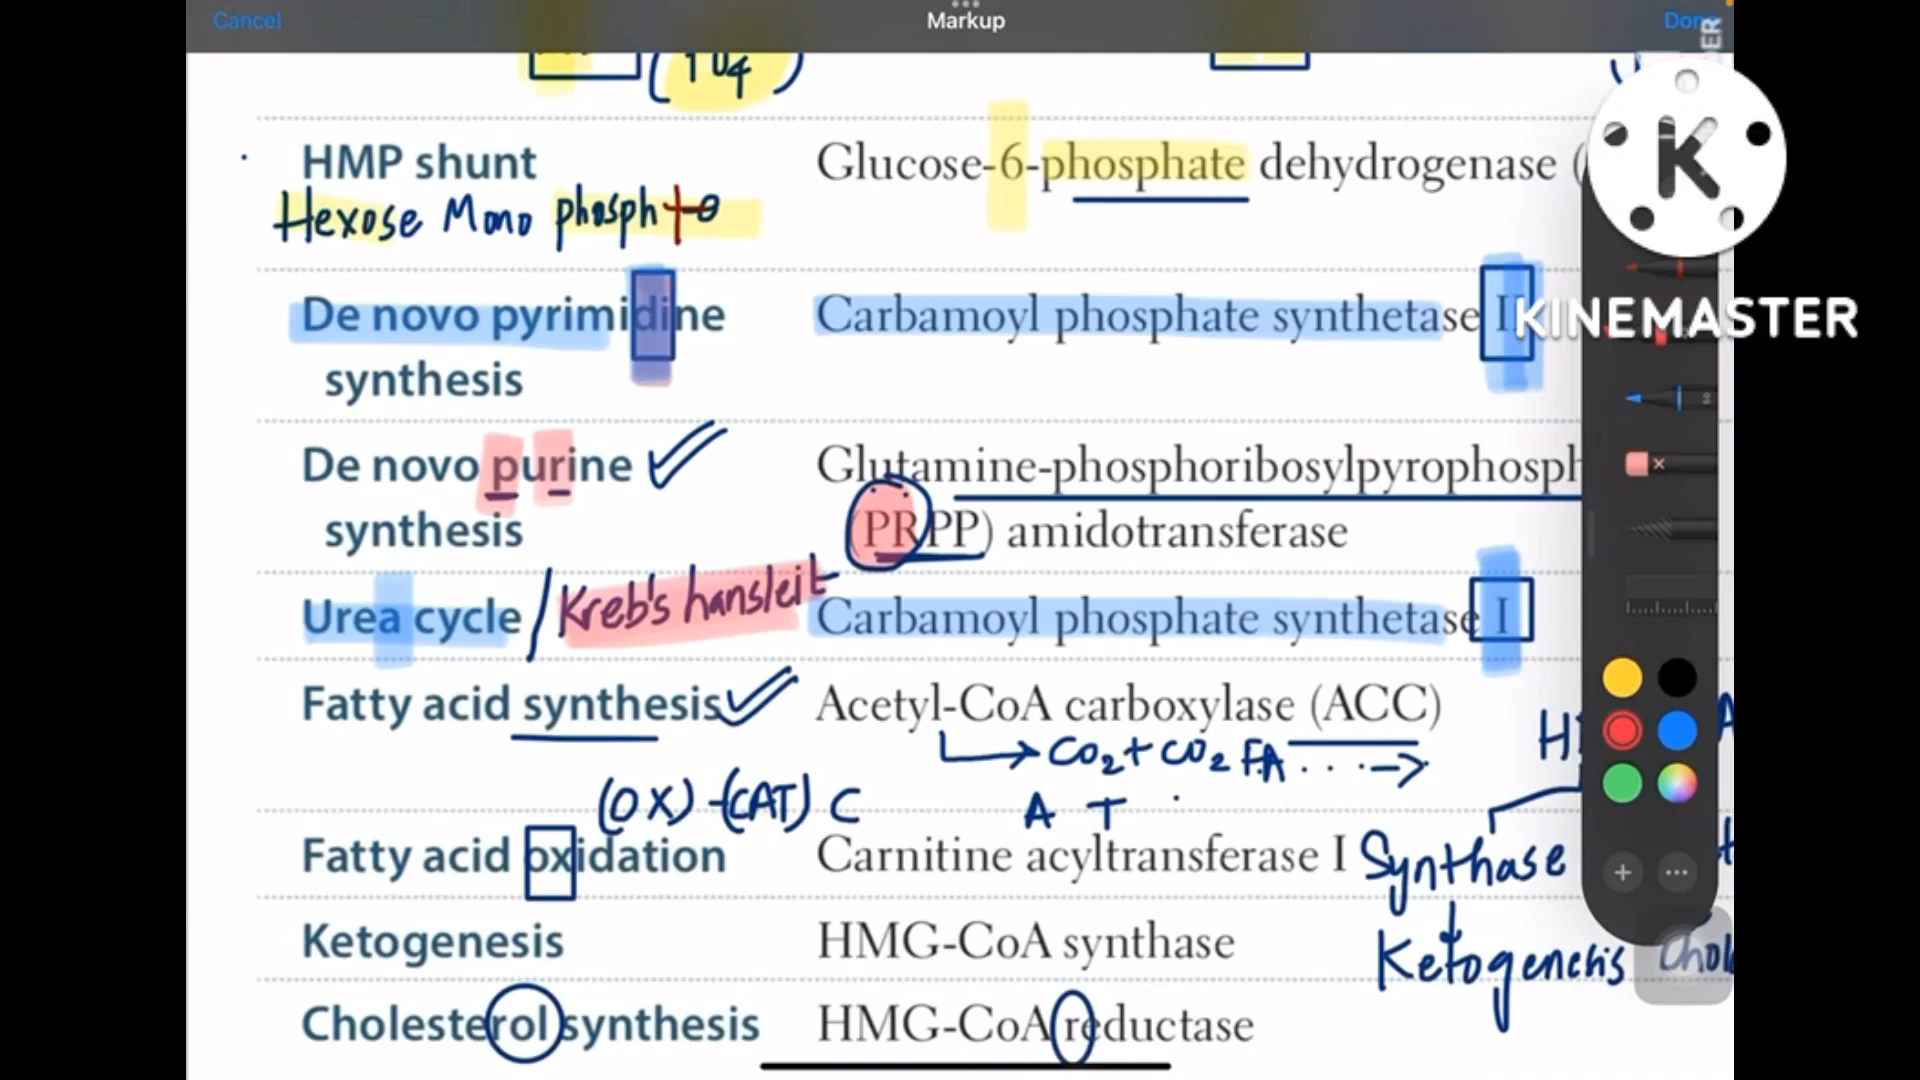 Cancel
Markup
HMP shunt
Glucose-6-phosphate dehydrogenase (
Hexose Mono phosph
KINEMASTER
De novo pyrimidine
synthesis
Carbamoyl phosphate synthetase II
De novo purine
synthesis
Glutamine-phosphoribosylpyrophosph
(PRPP) amidotransferase
Urea cycle / Kreb's hansleit
Carbamoyl phosphate synthetase I
Fatty acid synthesis
Acetyl-CoA carboxylase (ACC)
CO2 + CO2 FA
(OX) - (CAT) C
A T
Fatty acid oxidation
Carnitine acyltransferase I
Synthase
Ketogenesis
HMG-CoA synthase
Ketogenesis
Cholesterol synthesis
HMG-CoA reductase